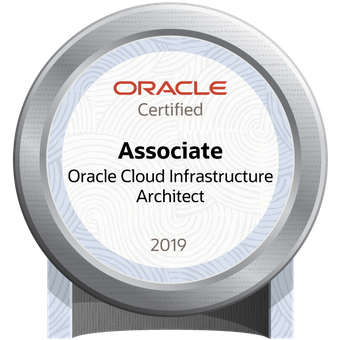 ORACLE
Certified
Associate
Oracle Cloud Infrastructure
Architect
2019